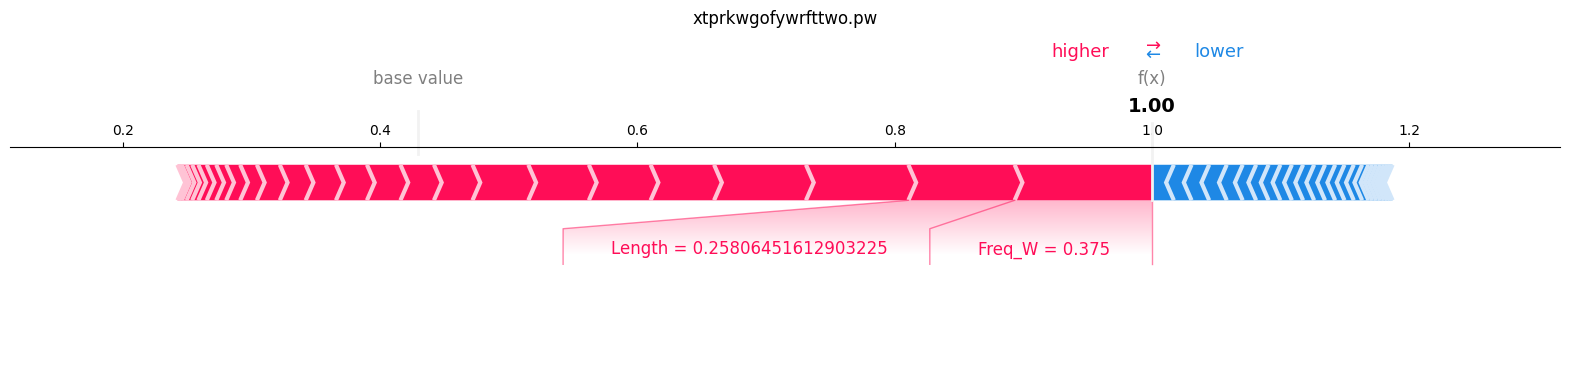 xtprkwgofywrfttwo.pw
higher ⇄ lower
base value f(x)
1.00
0.2 0.4 0.6 0.8 1.0 1.2
Length = 0.25806451612903225 Freq_W = 0.375